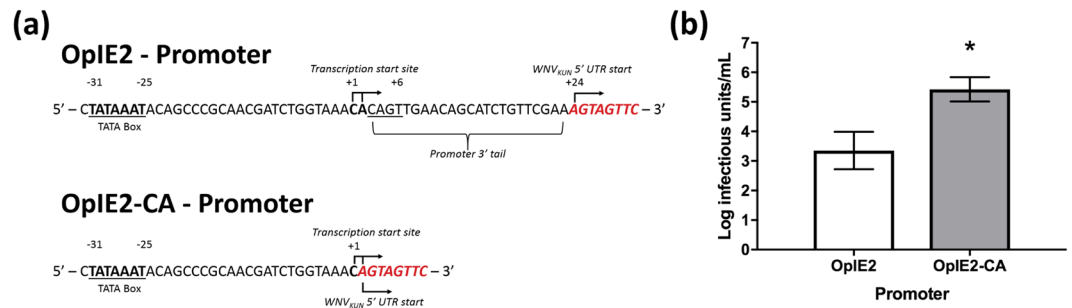 (a)
OpIE2 - Promoter
Transcription start site
WNVKUN 5’ UTR start
-31 -25 +1 +6 +24
5’ – CTATAAATACAGCCCGCAACGATCTGGTAAACACAGTTGAACAGCATCTGTTCGAAAGTAGTTC – 3’
TATA Box
Promoter 3’ tail
OpIE2-CA - Promoter
Transcription start site
-31 -25 +1
5’ – CTATAAATACAGCCCGCAACGATCTGGTAAACAGTAGTTC – 3’
TATA Box
WNVKUN 5’ UTR start
(b)
Log infectious units/mL
7
6
5
4
3
2
1
0
*
OpIE2 OpIE2-CA
Promoter